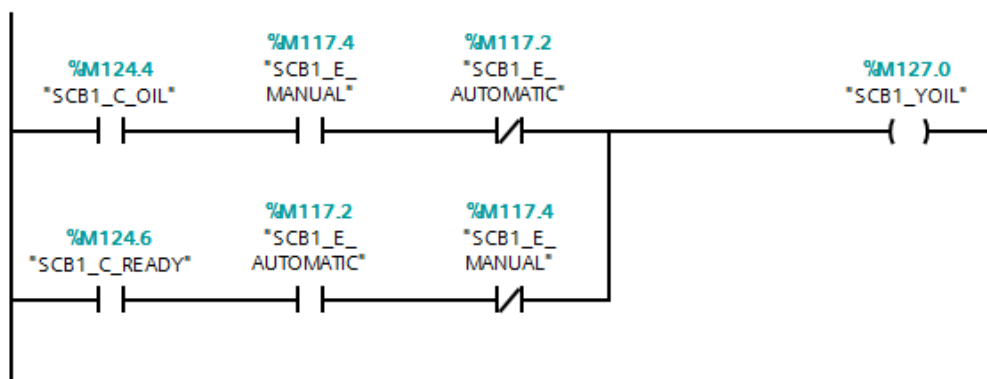 %M124.4
"SCB1_C_OIL"
%M117.4
"SCB1_E_
MANUAL"
%M117.2
"SCB1_E_
AUTOMATIC"
%M127.0
"SCB1_YOIL"
%M124.6
"SCB1_C_READY"
%M117.2
"SCB1_E_
AUTOMATIC"
%M117.4
"SCB1_E_
MANUAL"